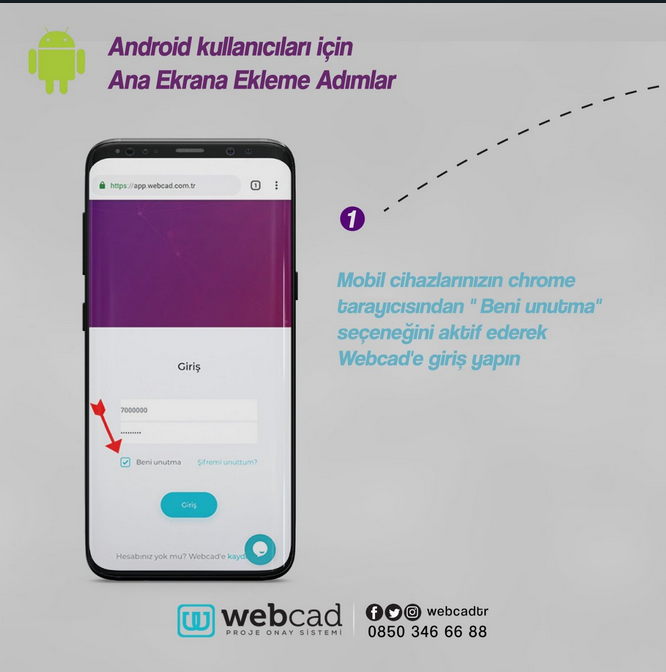 Android kullanıcıları için
Ana Ekrana Ekleme Adımlar
https://app.webcad.com.tr
1
1
Mobil cihazlarınızın chrome
tarayıcısından " Beni unutma"
seçeneğini aktif ederek
Webcad'e giriş yapın
Giriş
7000000
••••••••
Beni unutma
Şifremi unuttum?
Giriş
Hesabınız yok mu? Webcad'e
webcad
PROJE ONAY SİSTEMİ
webcadtr
0850 346 66 88